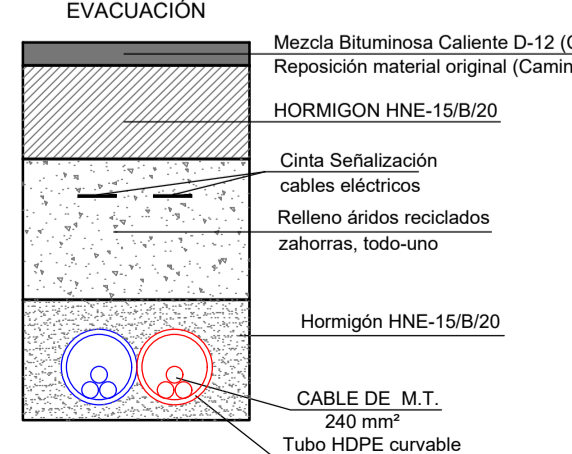 EVACUACIÓN
Mezcla Bituminosa Caliente D-12
Reposición material original
HORMIGON HNE-15/B/20
Cinta Señalización
cables eléctricos
Relleno áridos reciclados
zahorras, todo-uno
Hormigón HNE-15/B/20
CABLE DE M.T.
240 mm²
Tubo HDPE curvable